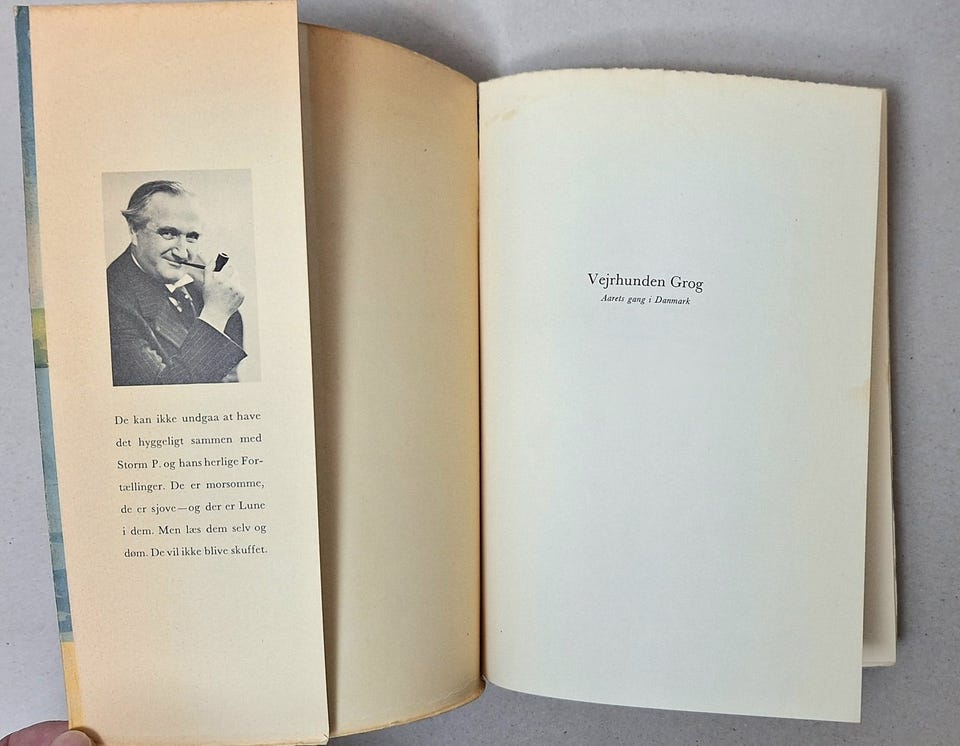 De kan ikke undgaa at have
det hyggeligt sammen med
Storm P. og hans herlige For-
tællinger. De er morsomme,
de er sjove—og der er Lune
i dem. Men læs dem selv og
døm. De vil ikke blive skuffet.
Vejrhunden Grog
Aarets gang i Danmark